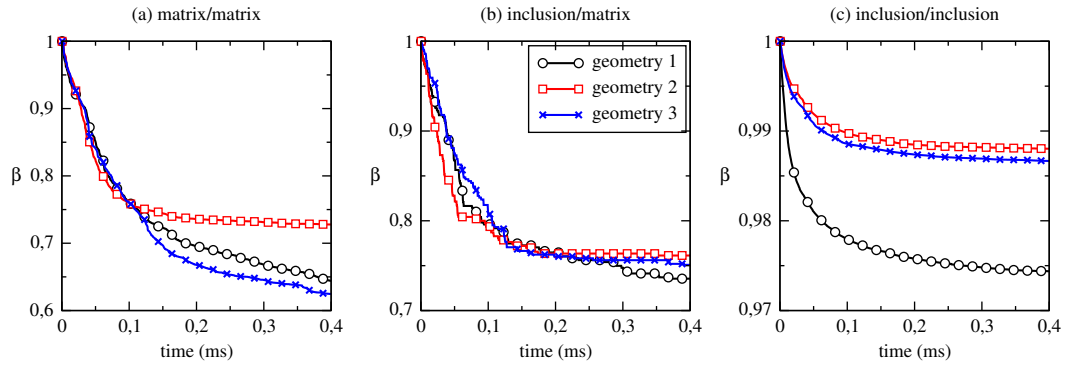 (a) matrix/matrix
1
0,9
0,8
β
0,7
0,6
0
0,1
0,2
0,3
0,4
time (ms)
(b) inclusion/matrix
geometry 1
geometry 2
geometry 3
1
0,9
β
0,8
0,7
0
0,1
0,2
0,3
0,4
time (ms)
(c) inclusion/inclusion
1
0,99
β
0,98
0,97
0
0,1
0,2
0,3
0,4
time (ms)